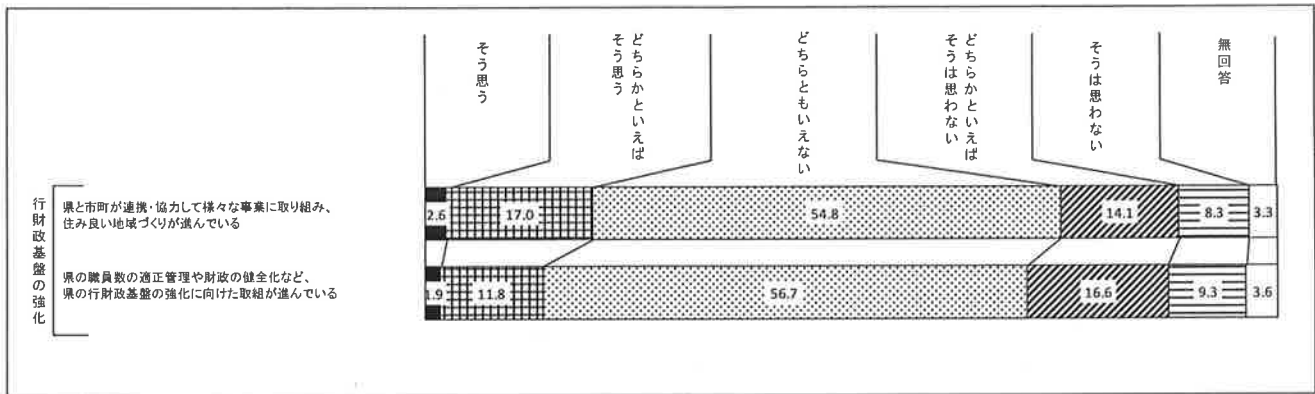 そう思う
どちらかといえば
そう思う
どちらともいえない
どちらかといえば
そうは思わない
そうは思わない
無回答
行財政基盤の強化
県と市町が連携・協力して様々な事業に取り組み、
住み良い地域づくりが進んでいる
2.6 17.0 54.8 14.1 8.3 3.3
県の職員数の適正管理や財政の健全化など、
県の行財政基盤の強化に向けた取組が進んでいる
1.9 11.8 56.7 16.6 9.3 3.6